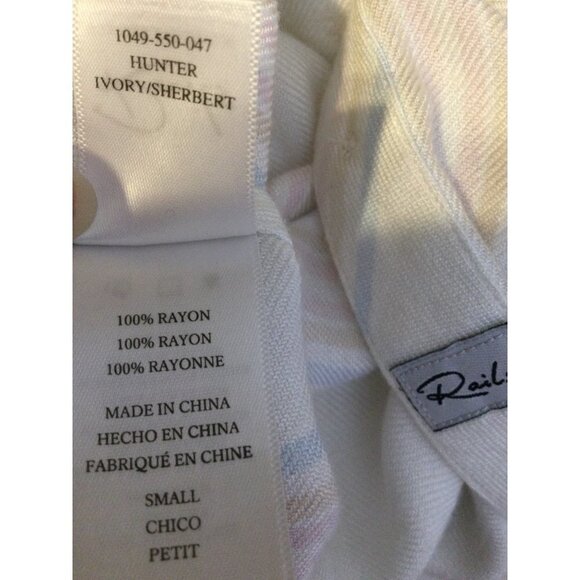 1049-550-047
HUNTER
IVORY/SHERBERT
100% RAYON
100% RAYON
100% RAYONNE
MADE IN CHINA
HECHO EN CHINA
FABRIQUÉ EN CHINE
SMALL
CHICO
PETIT
Rails